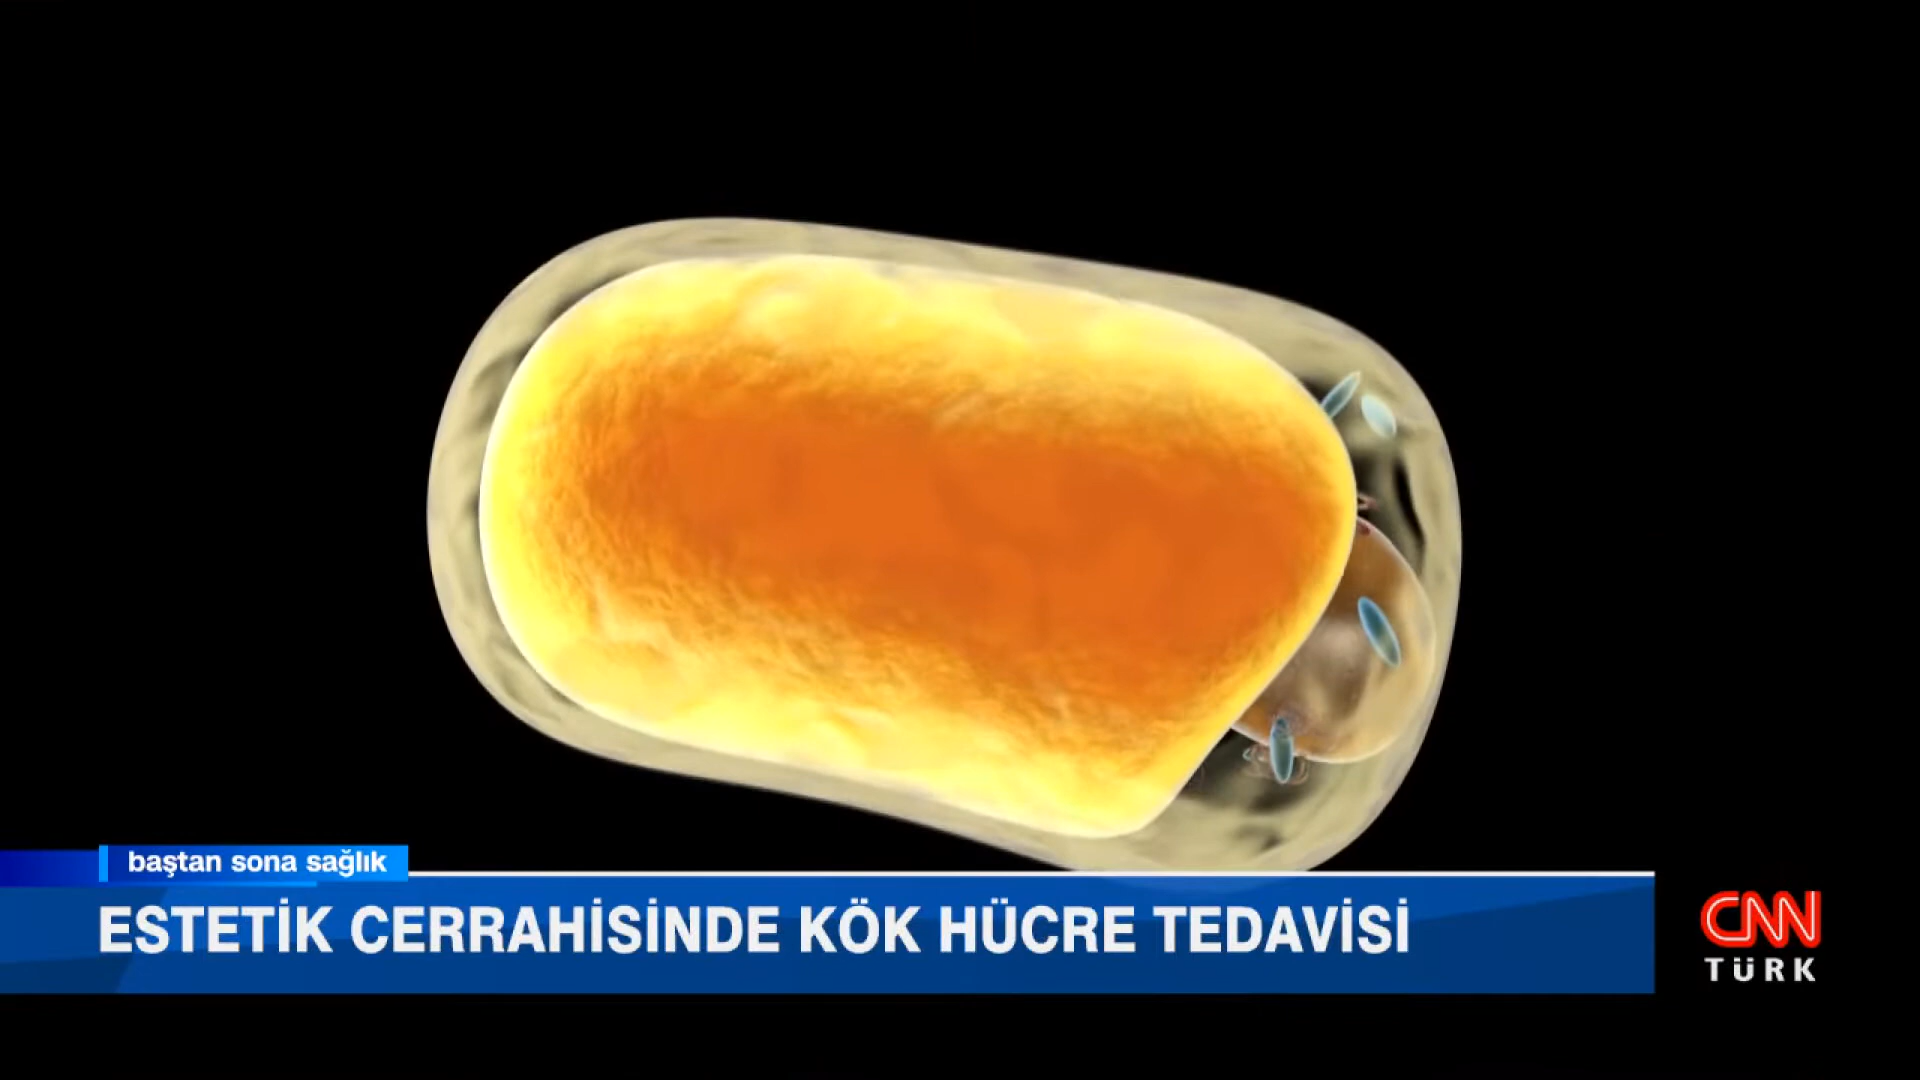 baştan sona sağlık
ESTETİK CERRAHİSİNDE KÖK HÜCRE TEDAVİSİ
CNN
TÜRK